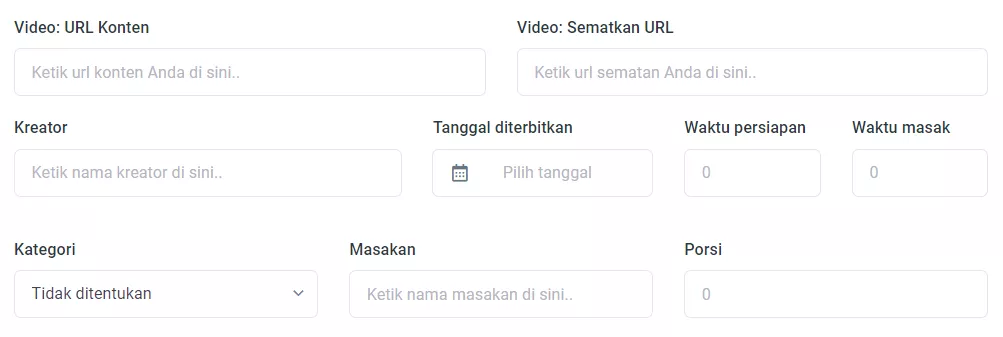 Video: URL Konten
Video: Sematkan URL
Ketik url konten Anda di sini..
Ketik url sematan Anda di sini..
Kreator
Tanggal diterbitkan
Waktu persiapan
Waktu masak
Ketik nama kreator di sini..
Pilih tanggal
0
0
Kategori
Masakan
Porsi
Tidak ditentukan
Ketik nama masakan di sini..
0